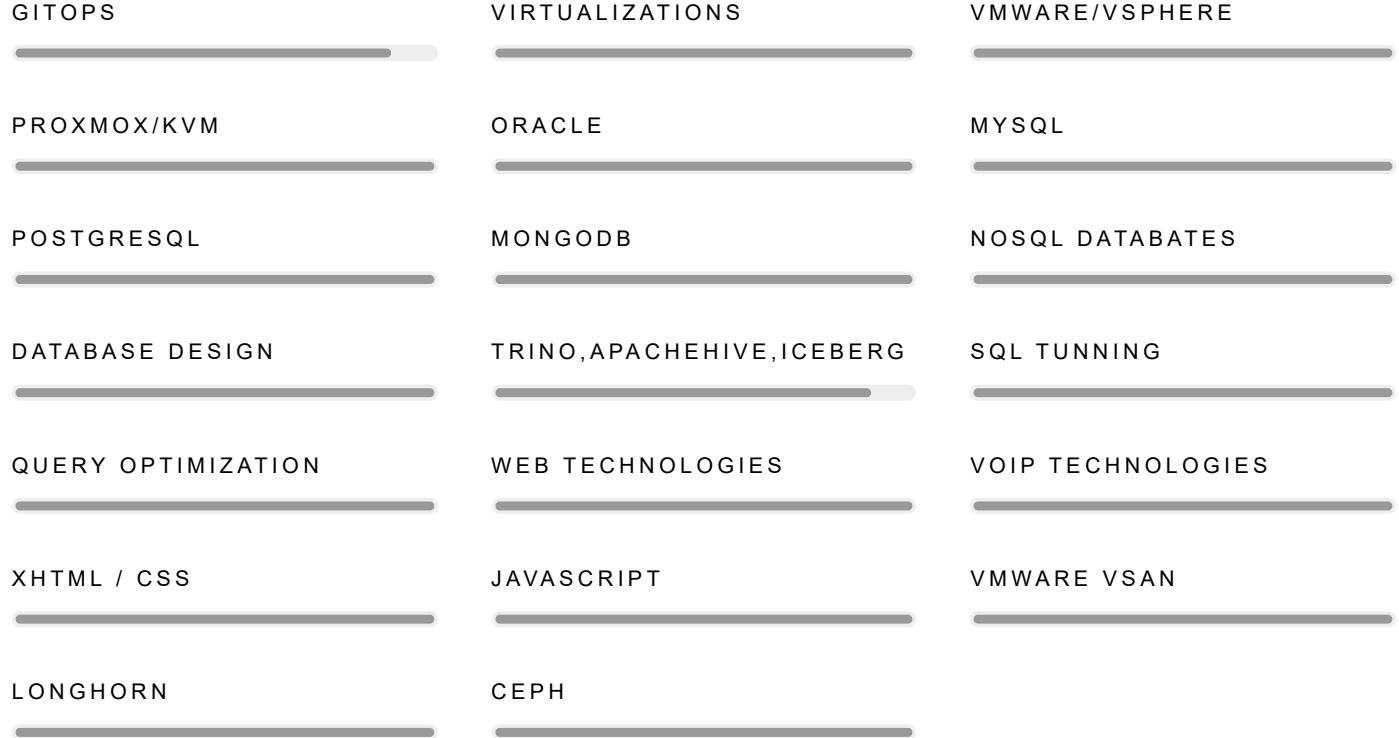 GITOPS
VIRTUALIZATIONS
VMWARE/VSPHERE
PROXMOX/KVM
ORACLE
MYSQL
POSTGRESQL
MONGODB
NOSQL DATABATES
DATABASE DESIGN
TRINO,APACHEHIVE,ICEBERG
SQL TUNNING
QUERY OPTIMIZATION
WEB TECHNOLOGIES
VOIP TECHNOLOGIES
XHTML / CSS
JAVASCRIPT
VMWARE VSAN
LONGHORN
CEPH